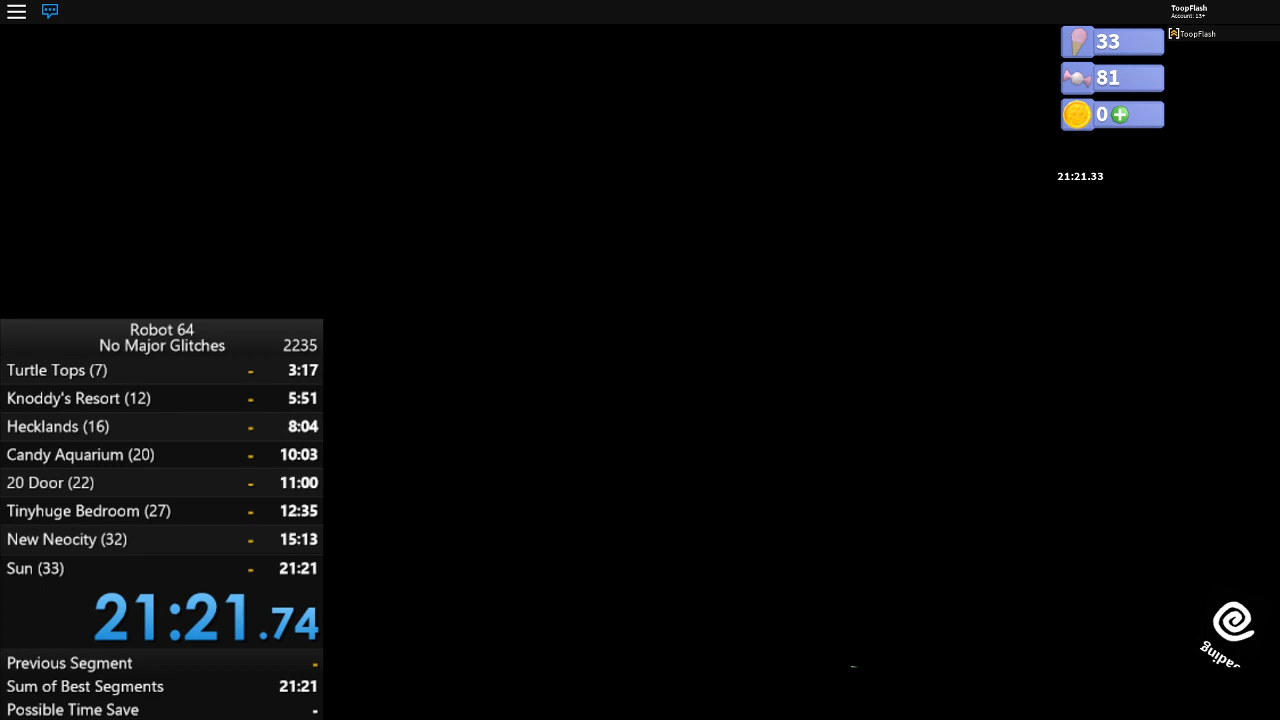 ToopFlash
Account: 13+
ToopFlash
33
81
0
21:21.33
Robot 64
No Major Glitches 2235
Turtle Tops (7) - 3:17
Knoddy's Resort (12) - 5:51
Hecklands (16) - 8:04
Candy Aquarium (20) - 10:03
20 Door (22) - 11:00
Tinyhuge Bedroom (27) - 12:35
New Neocity (32) - 15:13
Sun (33) - 21:21
21:21.74
Previous Segment -
Sum of Best Segments 21:21
Possible Time Save -